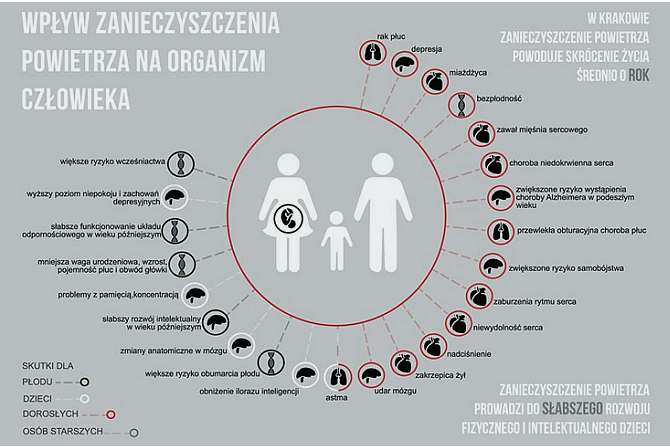 WPŁYW ZANIECZYSZCZENIA
POWIETRZA NA ORGANIZM
CZŁOWIEKA
W KRAKOWIE
ZANIECZYSZCZENIE POWIETRZA
POWODUJE SKRÓCENIE ŻYCIA
ŚREDNIO O ROK
rak płuc
depresja
miażdżyca
bezpłodność
zawał mięśnia sercowego
choroba niedokrwienna serca
zwiększone ryzyko wystąpienia
choroby Alzheimera w podeszłym
wieku
przewlekła obturacyjna choroba płuc
zwiększone ryzyko samobójstwa
zaburzenia rytmu serca
niewydolność serca
nadciśnienie
zakrzepica żył
udar mózgu
astma
obniżenie ilorazu inteligencji
większe ryzyko obumarcia płodu
zmiany anatomiczne w mózgu
słabszy rozwój intelektualny
w wieku późniejszym
problemy z pamięcią,koncentracją
mniejsza waga urodzeniowa, wzrost,
pojemność płuc i obwód główki
słabsze funkcjonowanie układu
odpornościowego w wieku późniejszym
wyższy poziom niepokoju i zachowań
depresyjnych
większe ryzyko wcześniactwa
SKUTKI DLA
PŁODU
DZIECI
DOROSŁYCH
OSÓB STARSZYCH
ZANIECZYSZCZENIE POWIETRZA
PROWADZI DO SŁABSZEGO ROZWOJU
FIZYCZNEGO I INTELEKTUALNEGO DZIECI